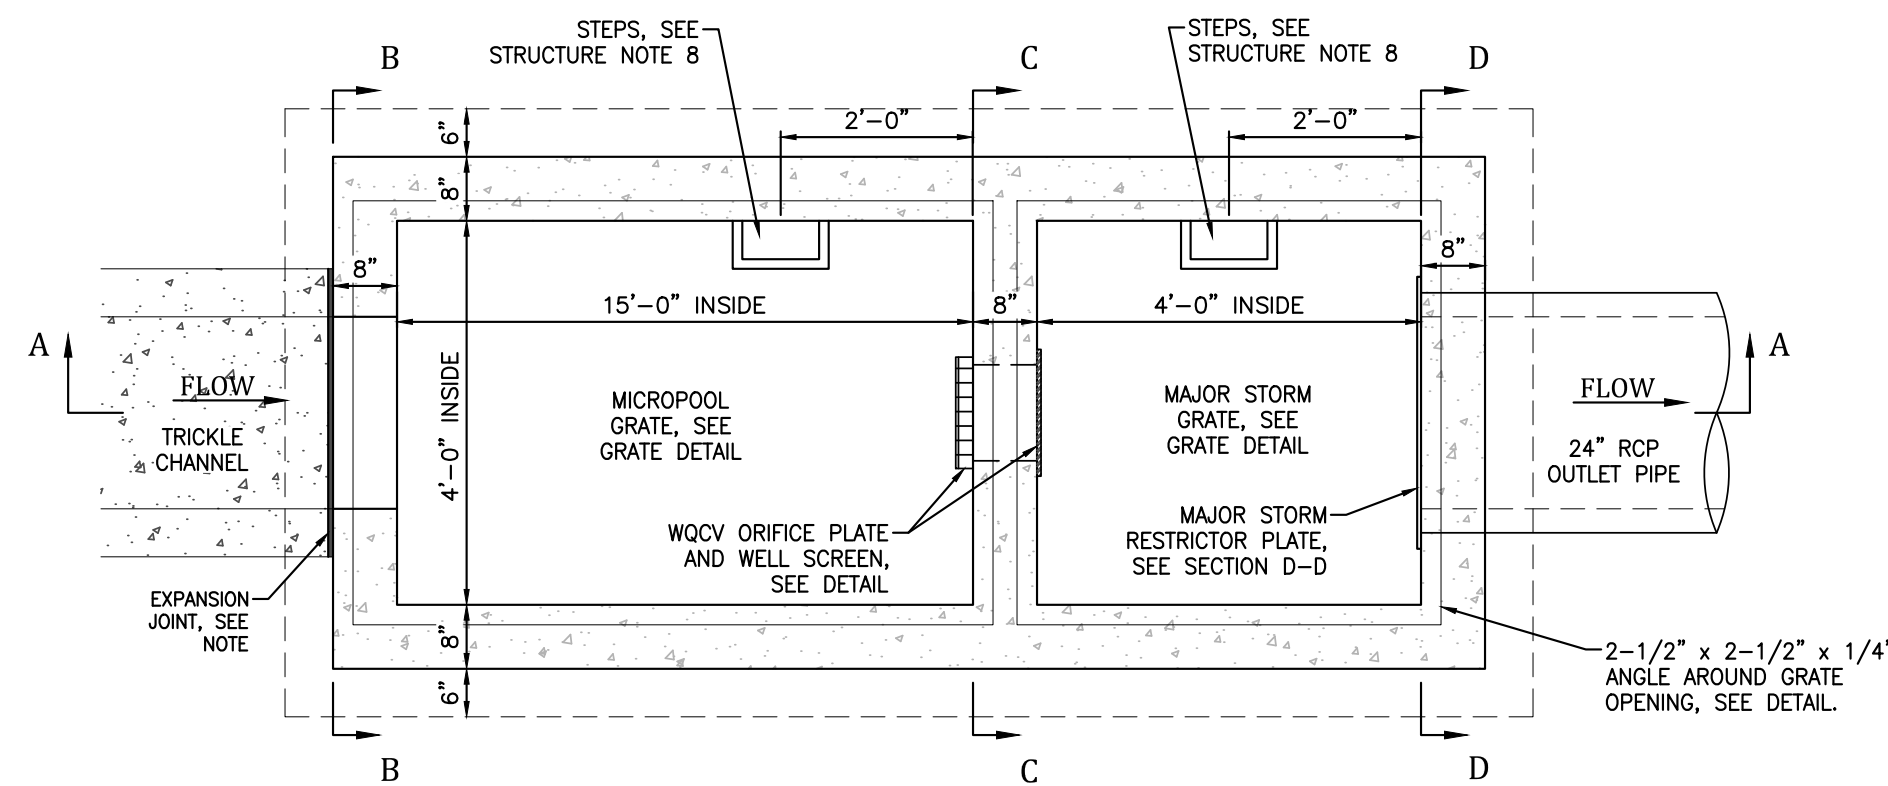 STEPS, SEE
STRUCTURE NOTE 8
STEPS, SEE
STRUCTURE NOTE 8
B
C
D
6"
2'-0"
2'-0"
8"
8"
8"
15'-0" INSIDE
8"
4'-0" INSIDE
A
A
4'-0" INSIDE
FLOW
TRICKLE
CHANNEL
MICROPOOL
GRATE, SEE
GRATE DETAIL
MAJOR STORM
GRATE, SEE
GRATE DETAIL
FLOW
24" RCP
OUTLET PIPE
WQCV ORIFICE PLATE
AND WELL SCREEN,
SEE DETAIL
MAJOR STORM
RESTRICTOR PLATE,
SEE SECTION D-D
EXPANSION
JOINT, SEE
NOTE
8"
6"
2-1/2" x 2-1/2" x 1/4"
ANGLE AROUND GRATE
OPENING, SEE DETAIL.
B
C
D